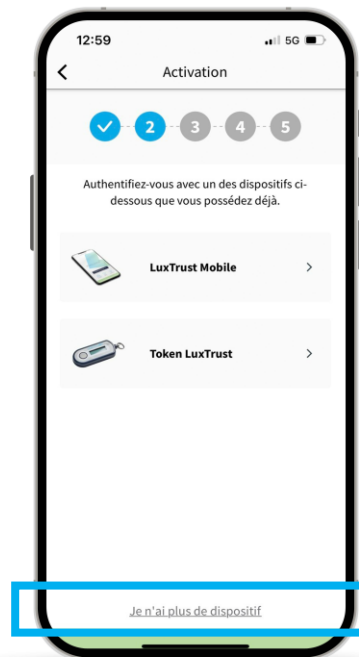 12:59 5G
Activation
2 3 4 5
Authentifiez-vous avec un des dispositifs ci-
dessous que vous possédez déjà.
LuxTrust Mobile
Token LuxTrust
Je n'ai plus de dispositif